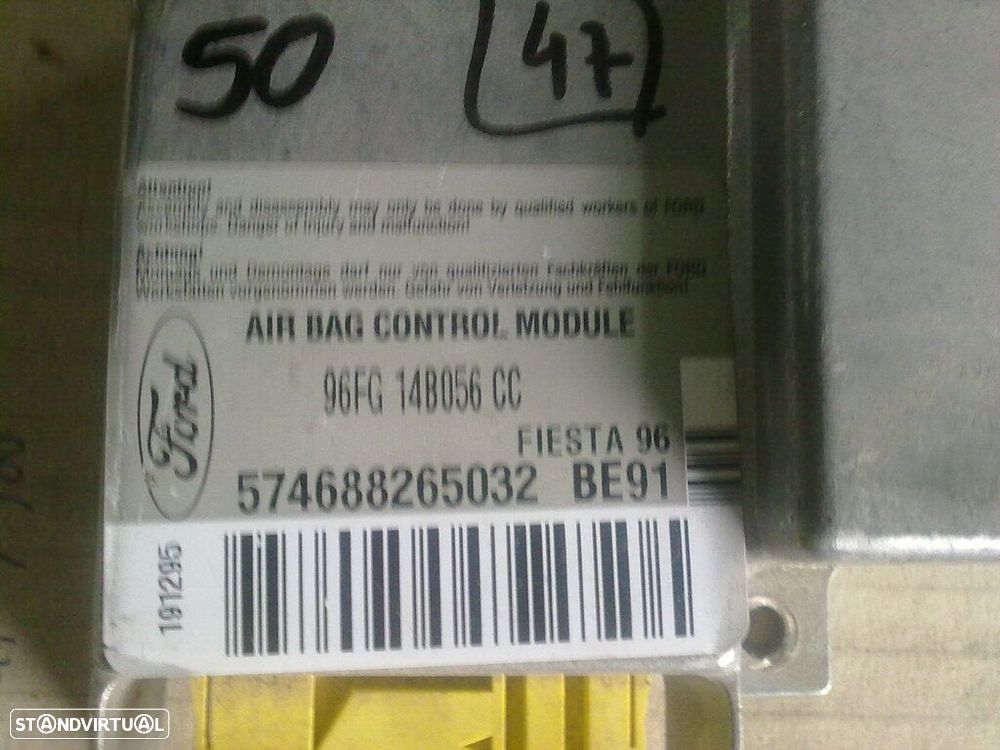 50
47
Attention!
Assembly and disassembly may only be done by qualified workers of FORD
workshops. Danger of injury and malfunction!
Achtung!
Montage und Demontage darf nur von qualifizierten Fachkräften der FORD
Werkstätten vorgenommen werden. Gefahr von Verletzung und Fehlfunktion!
AIR BAG CONTROL MODULE
Ford
96FG 14B056 CC
FIESTA 96
574688265032 BE91
191295
STANDVIRTUAL